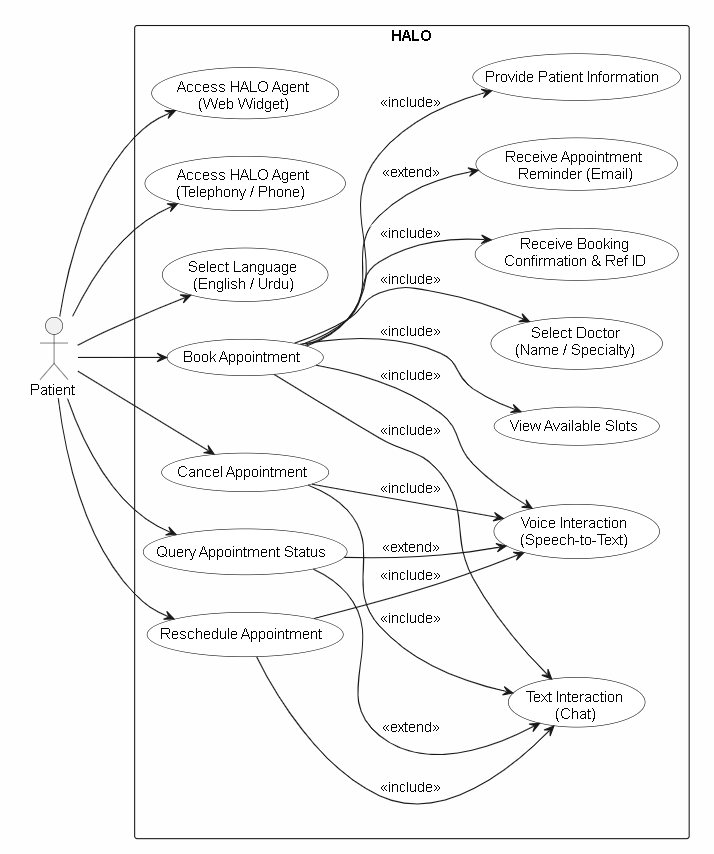 HALO
Access HALO Agent
(Web Widget)
Provide Patient Information
«include»
Access HALO Agent
(Telephony / Phone)
Receive Appointment
Reminder (Email)
«extend»
Select Language
(English / Urdu)
Receive Booking
Confirmation & Ref ID
«include»
«include»
Select Doctor
(Name / Specialty)
«include»
Book Appointment
«include»
Patient
View Available Slots
«include»
Cancel Appointment
«include»
Voice Interaction
(Speech-to-Text)
Query Appointment Status
«extend»
«include»
Reschedule Appointment
«include»
Text Interaction
(Chat)
«extend»
«include»